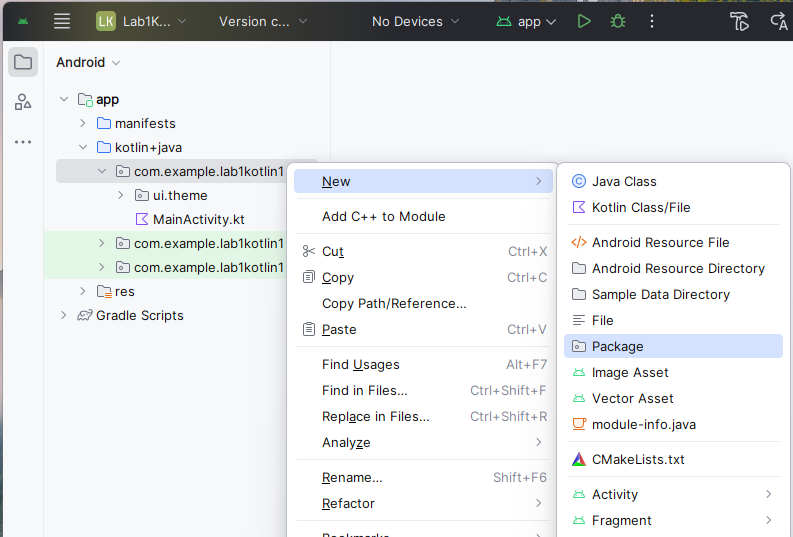 LK Lab1K... Version c... No Devices app
Android
app
manifests
kotlin+java
com.example.lab1kotlin1
ui.theme
MainActivity.kt
com.example.lab1kotlin1
com.example.lab1kotlin1
res
Gradle Scripts
New
Add C++ to Module
Cut Ctrl+X
Copy Ctrl+C
Copy Path/Reference...
Paste Ctrl+V
Find Usages Alt+F7
Find in Files... Ctrl+Shift+F
Replace in Files... Ctrl+Shift+R
Analyze
Rename... Shift+F6
Refactor
Bookmarks
Java Class
Kotlin Class/File
Android Resource File
Android Resource Directory
Sample Data Directory
File
Package
Image Asset
Vector Asset
module-info.java
CMakeLists.txt
Activity
Fragment